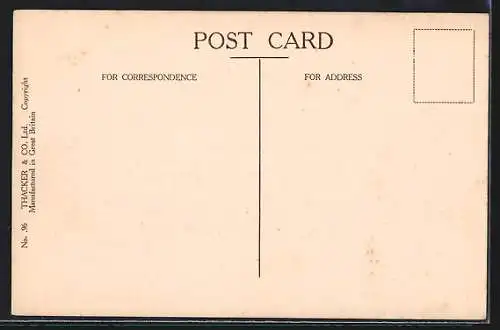 POST CARD
FOR CORRESPONDENCE
FOR ADDRESS
No. 96 THACKER & CO. Ltd. Copyright
Manufactured in Great Britain